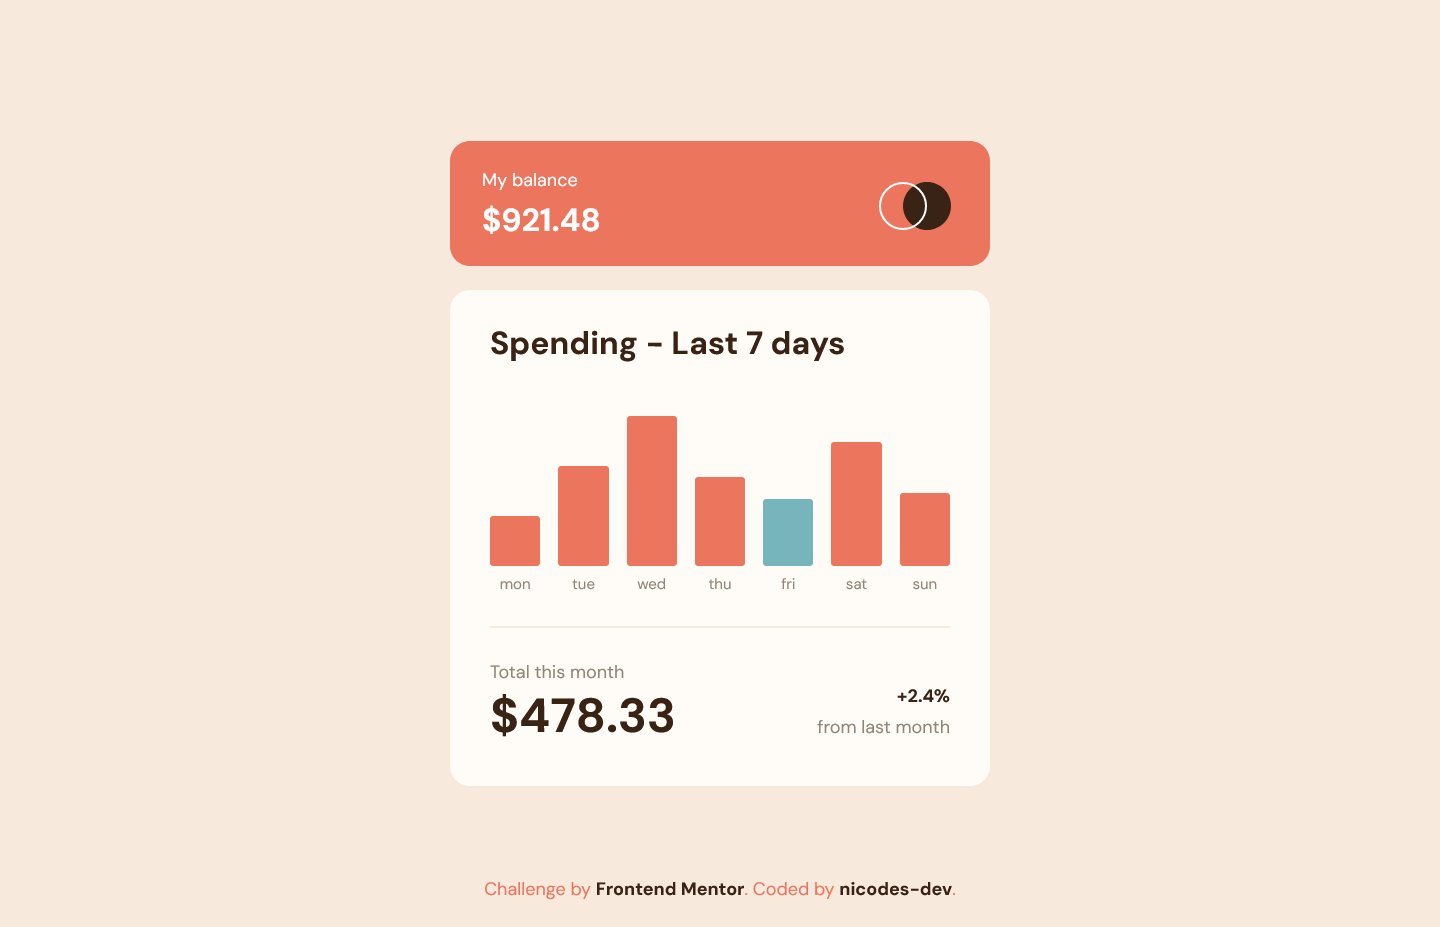 My balance
$921.48
Spending - Last 7 days
mon tue wed thu fri sat sun
Total this month
$478.33
+2.4%
from last month
Challenge by Frontend Mentor. Coded by nicodes-dev.